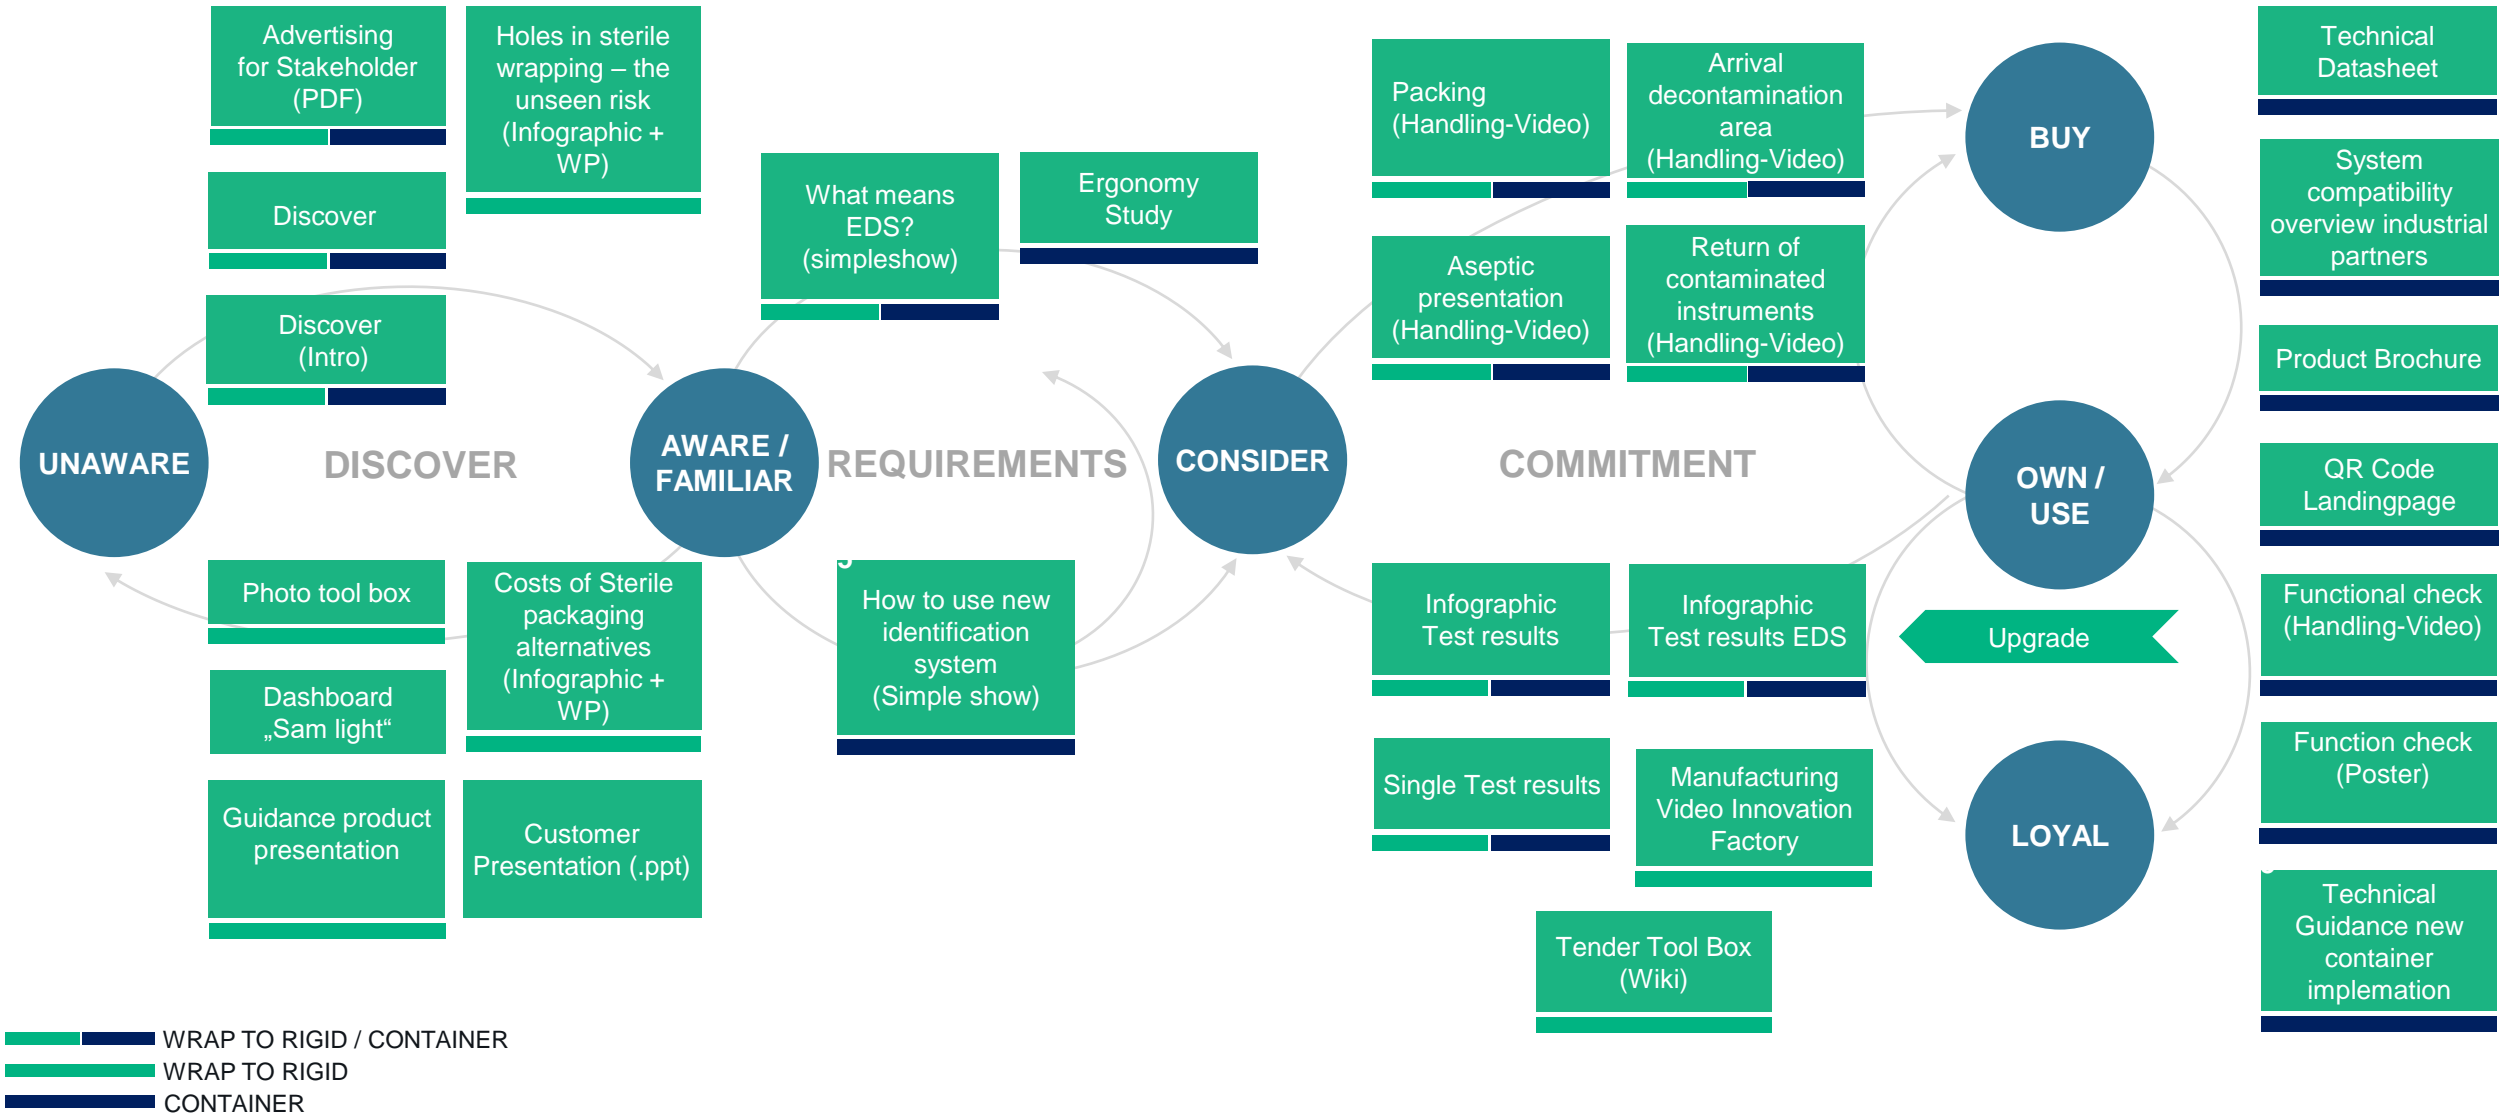 Advertising
for Stakeholder
(PDF)
Holes in sterile
wrapping – the
unseen risk
(Infographic +
WP)
Discover
Discover
(Intro)
What means
EDS?
(simpleshow)
Ergonomy
Study
Packing
(Handling-Video)
Arrival
decontamination
area
(Handling-Video)
Aseptic
presentation
(Handling-Video)
Return of
contaminated
instruments
(Handling-Video)
BUY
Technical
Datasheet
System
compatibility
overview industrial
partners
Product Brochure
QR Code
Landingpage
Functional check
(Handling-Video)
Function check
(Poster)
Technical
Guidance new
container
implemation
UNAWARE
DISCOVER
AWARE /
FAMILIAR
REQUIREMENTS
CONSIDER
COMMITMENT
OWN /
USE
Upgrade
LOYAL
Photo tool box
Costs of Sterile
packaging
alternatives
(Infographic +
WP)
Dashboard
„Sam light“
Guidance product
presentation
Customer
Presentation (.ppt)
How to use new
identification
system
(Simple show)
Infographic
Test results
Infographic
Test results EDS
Single Test results
Manufacturing
Video Innovation
Factory
Tender Tool Box
(Wiki)
WRAP TO RIGID / CONTAINER
WRAP TO RIGID
CONTAINER